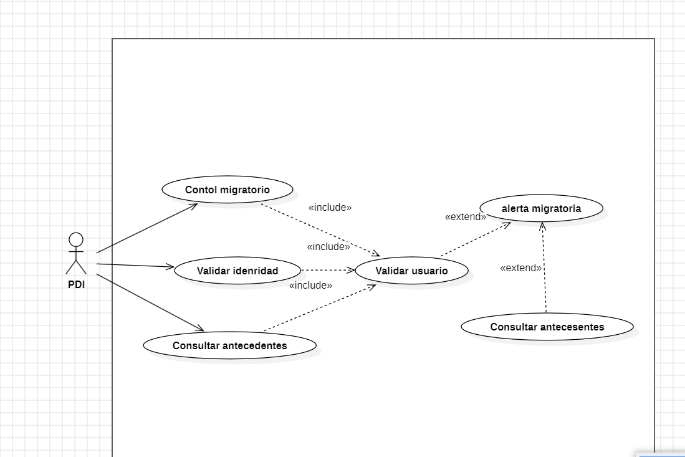 Contol migratorio
«include»
alerta migratoria
«extend»
«include»
PDI
Validar idenridad
Validar usuario
«extend»
«include»
Consultar antecesentes
Consultar antecedentes